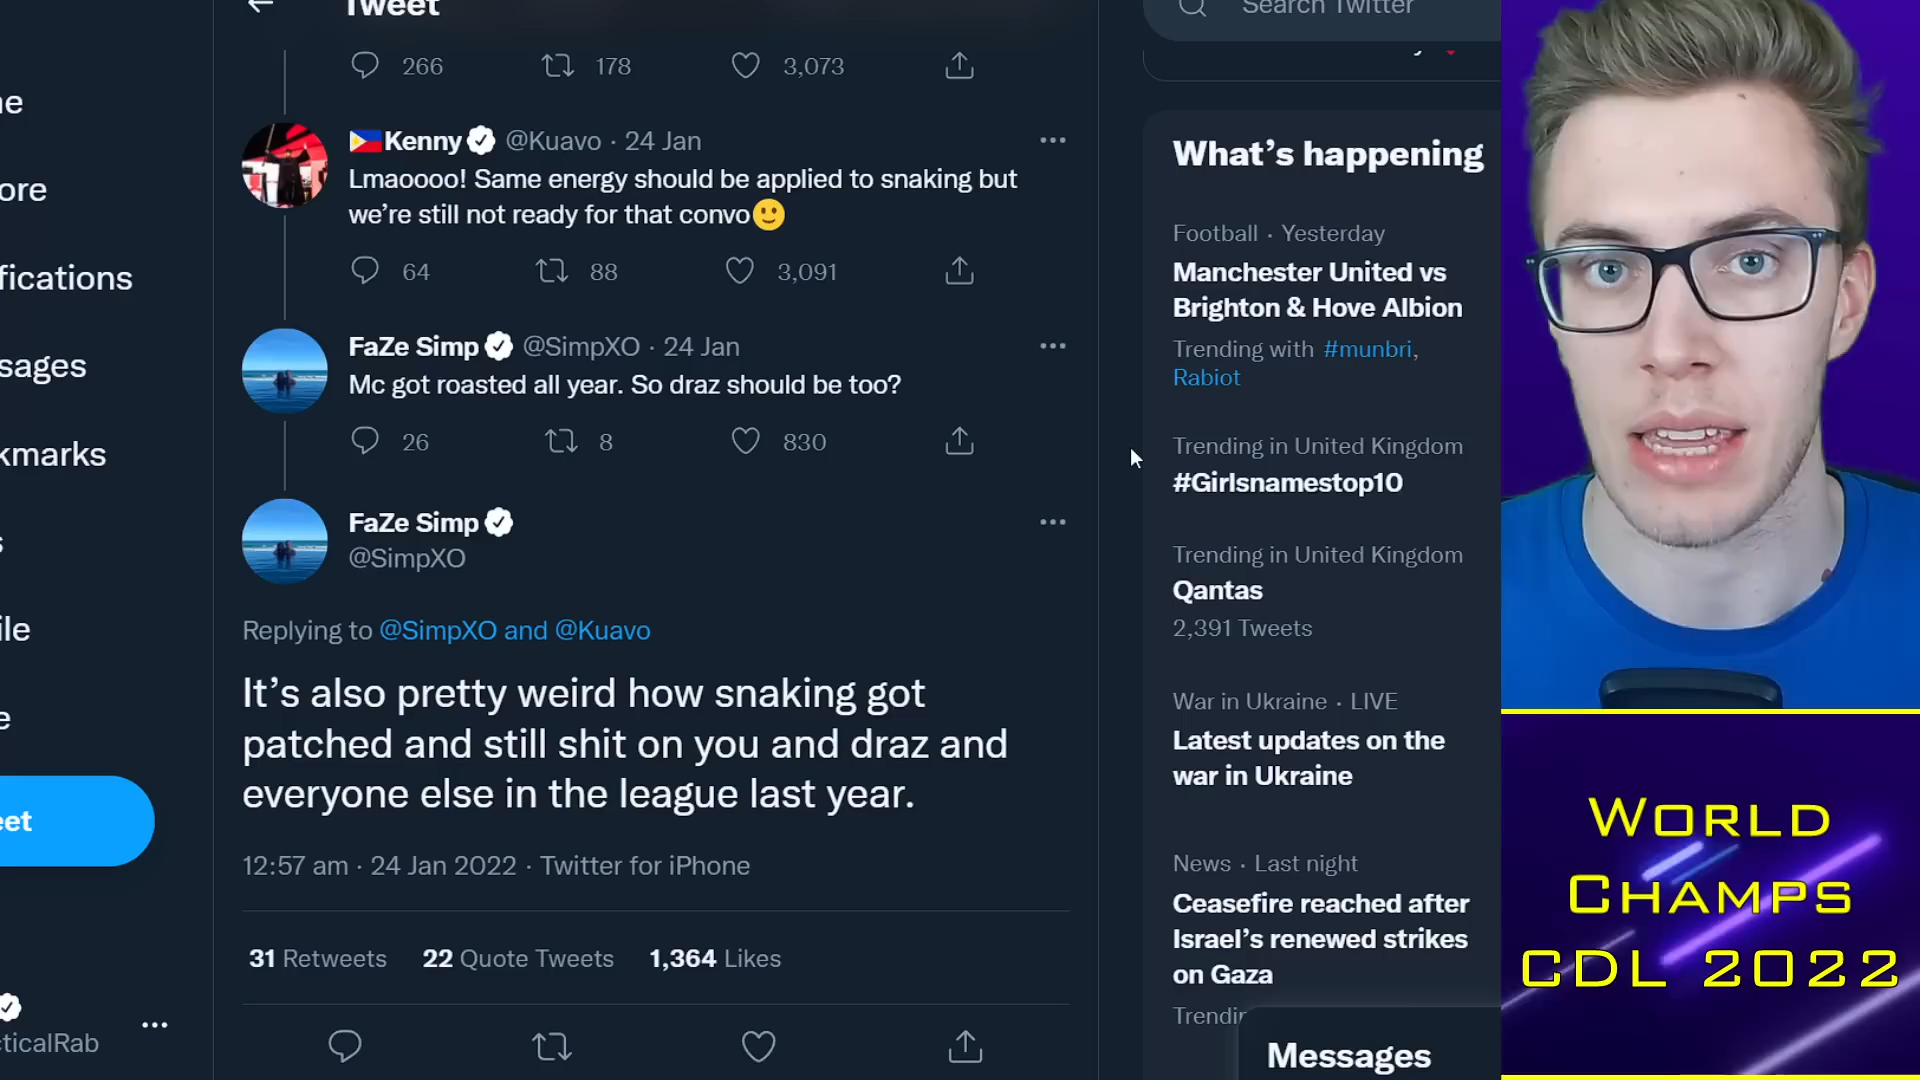 Tweet
Search Twitter
266
178
3,073
Kenny @Kuavo · 24 Jan
Lmaoooo! Same energy should be applied to snaking but
we’re still not ready for that convo
64
88
3,091
FaZe Simp @SimpXO · 24 Jan
Mc got roasted all year. So draz should be too?
26
8
830
FaZe Simp
@SimpXO
Replying to @SimpXO and @Kuavo
It’s also pretty weird how snaking got
patched and still shit on you and draz and
everyone else in the league last year.
12:57 am · 24 Jan 2022 · Twitter for iPhone
31 Retweets 22 Quote Tweets 1,364 Likes
ore
fications
sages
kmarks
ile
eet
cticalRab
What’s happening
Football · Yesterday
Manchester United vs
Brighton & Hove Albion
Trending with #munbri,
Rabiot
Trending in United Kingdom
#Girlsnamestop10
Trending in United Kingdom
Qantas
2,391 Tweets
War in Ukraine · LIVE
Latest updates on the
war in Ukraine
News · Last night
Ceasefire reached after
Israel’s renewed strikes
on Gaza
Trendin
Messages
WORLD
CHAMPS
CDL 2022